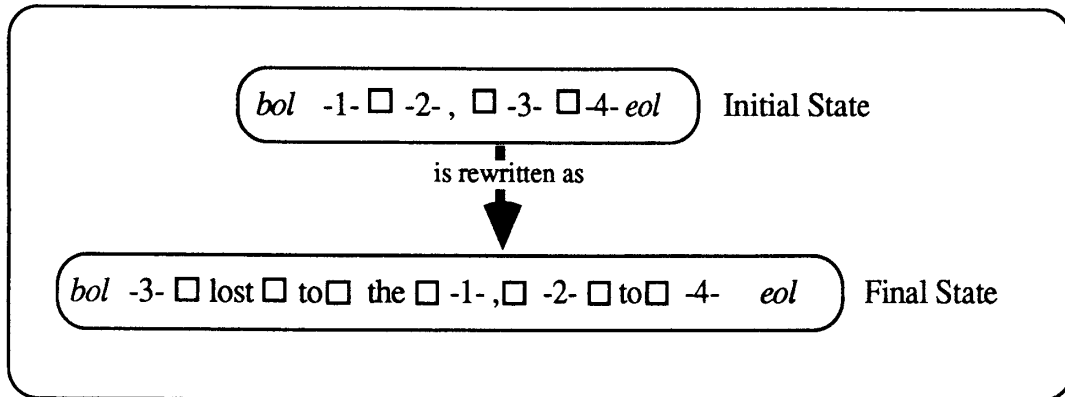 bol -1- □ -2- , □ -3- □ -4- eol Initial State
is rewritten as
bol -3- □ lost □ to □ the □ -1- , □ -2- □ to □ -4- eol Final State